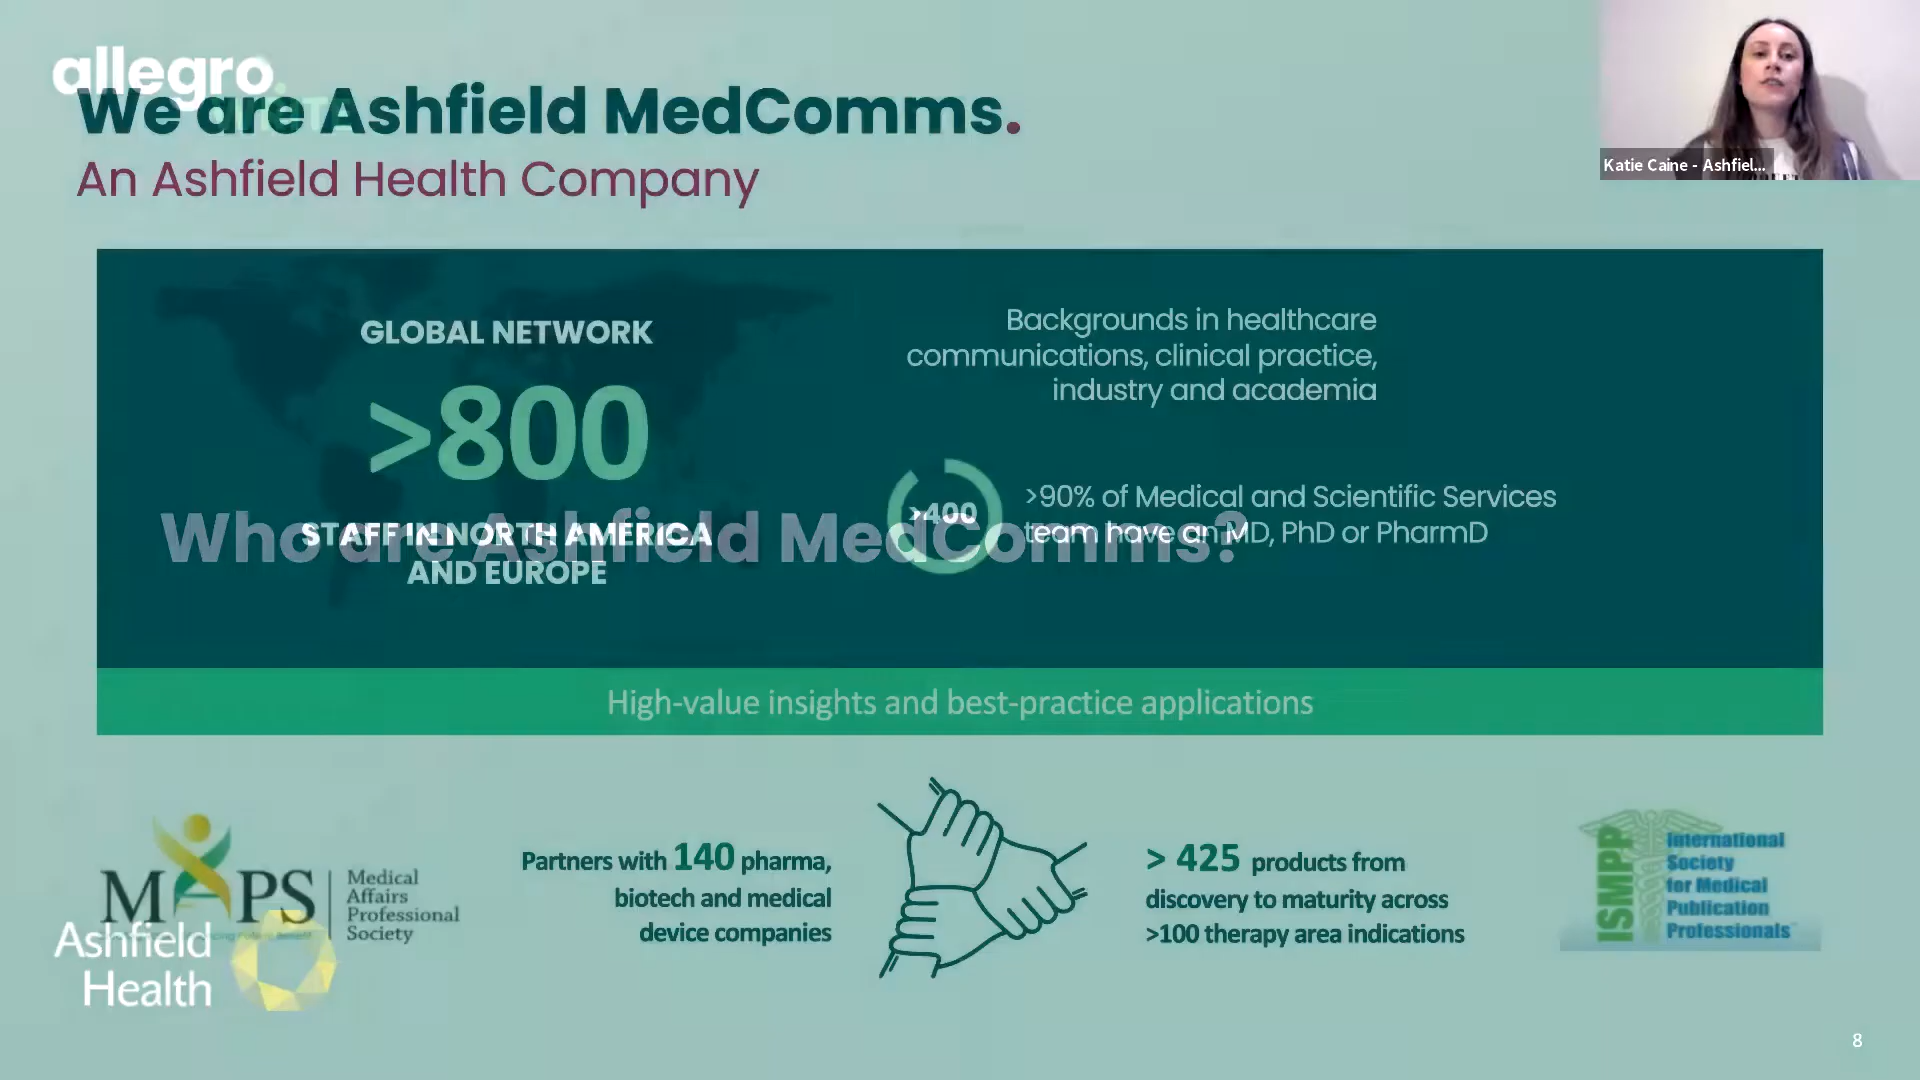 allegro
We are Ashfield MedComms.
An Ashfield Health Company
Katie Caine - Ashfiel...
GLOBAL NETWORK
>800
STAFF IN NORTH AMERICA
AND EUROPE
Backgrounds in healthcare
communications, clinical practice,
industry and academia
>400
>90% of Medical and Scientific Services
team have an MD, PhD or PharmD
Who are Ashfield MedComms?
High-value insights and best-practice applications
MAPS
Medical
Affairs
Professional
Society
Ashfield
Health
Partners with 140 pharma,
biotech and medical
device companies
> 425 products from
discovery to maturity across
>100 therapy area indications
ISMPP
International
Society
for Medical
Publication
Professionals
8